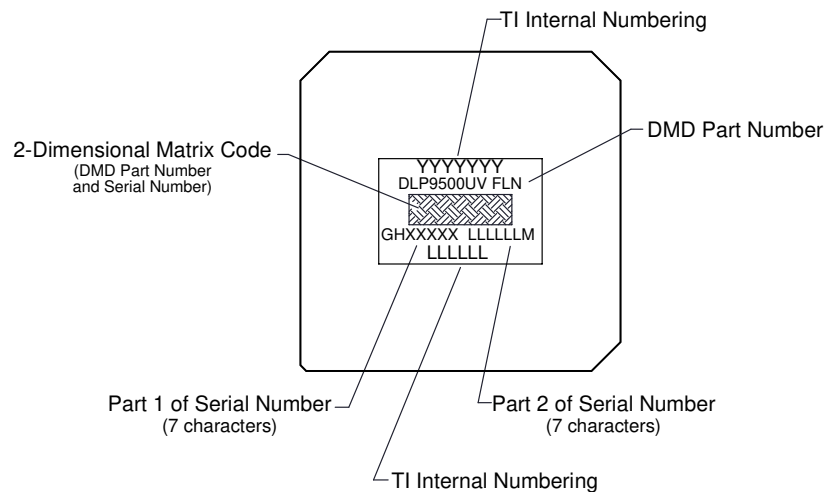 TI Internal Numbering
DMD Part Number
2-Dimensional Matrix Code
(DMD Part Number
and Serial Number)
YYYYYYY
DLP9500UV FLN
GHXXXXX LLLLLLM
LLLLLL
Part 1 of Serial Number
(7 characters)
Part 2 of Serial Number
(7 characters)
TI Internal Numbering